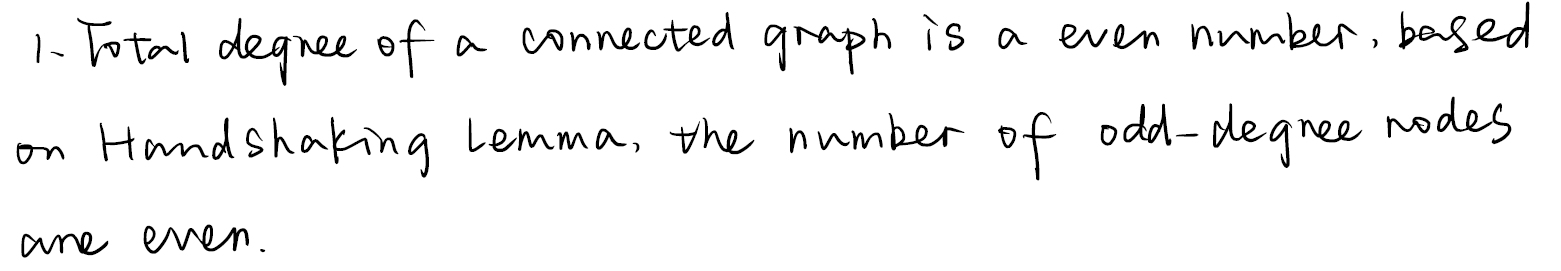 1. Total degree of a connected graph is a even number, based
on Handshaking Lemma, the number of odd-degree nodes
are even.